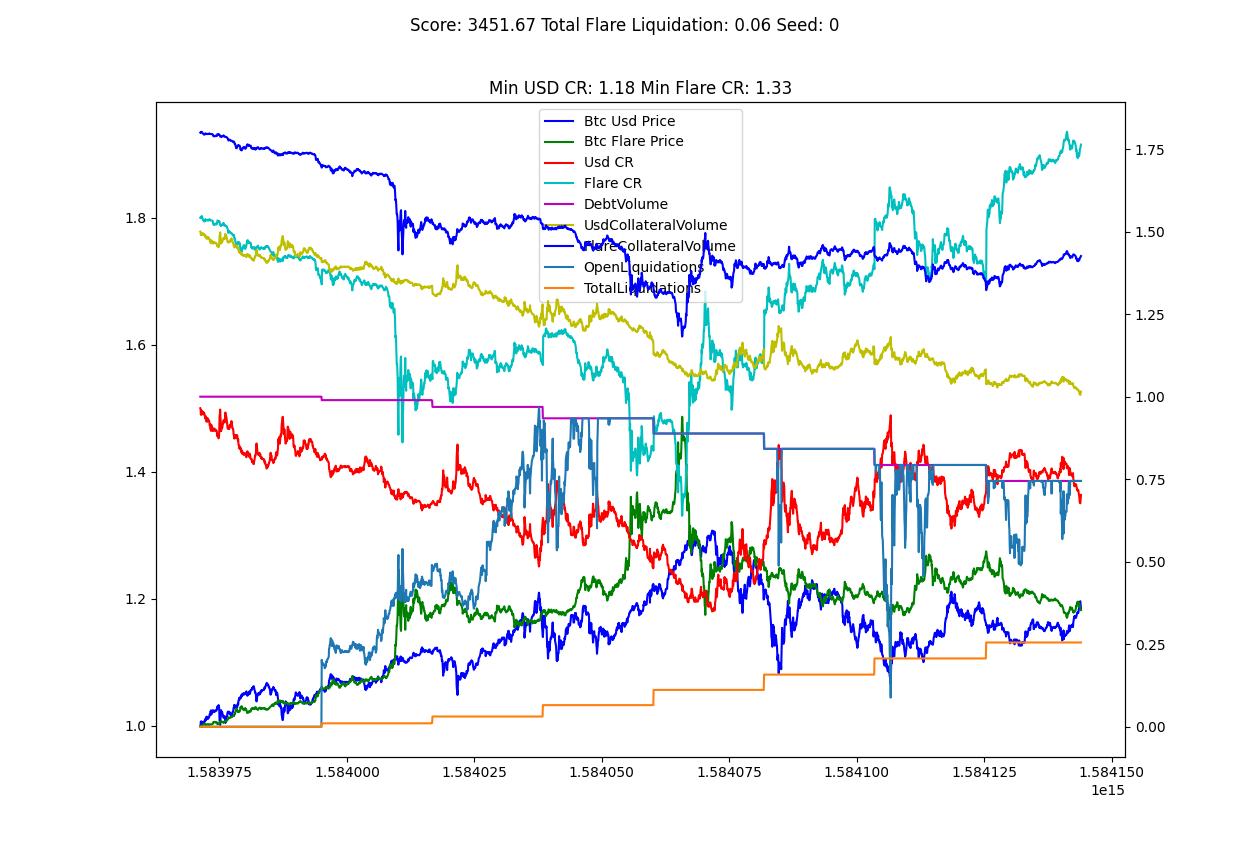 Score: 3451.67 Total Flare Liquidation: 0.06 Seed: 0
Min USD CR: 1.18 Min Flare CR: 1.33
Btc Usd Price
Btc Flare Price
Usd CR
Flare CR
DebtVolume
UsdCollateralVolume
FlareCollateralVolume
OpenLiquidations
TotalLiquidations
1.8
1.6
1.4
1.2
1.0
1.75
1.50
1.25
1.00
0.75
0.50
0.25
0.00
1.583975 1.584000 1.584025 1.584050 1.584075 1.584100 1.584125 1.584150
1e15